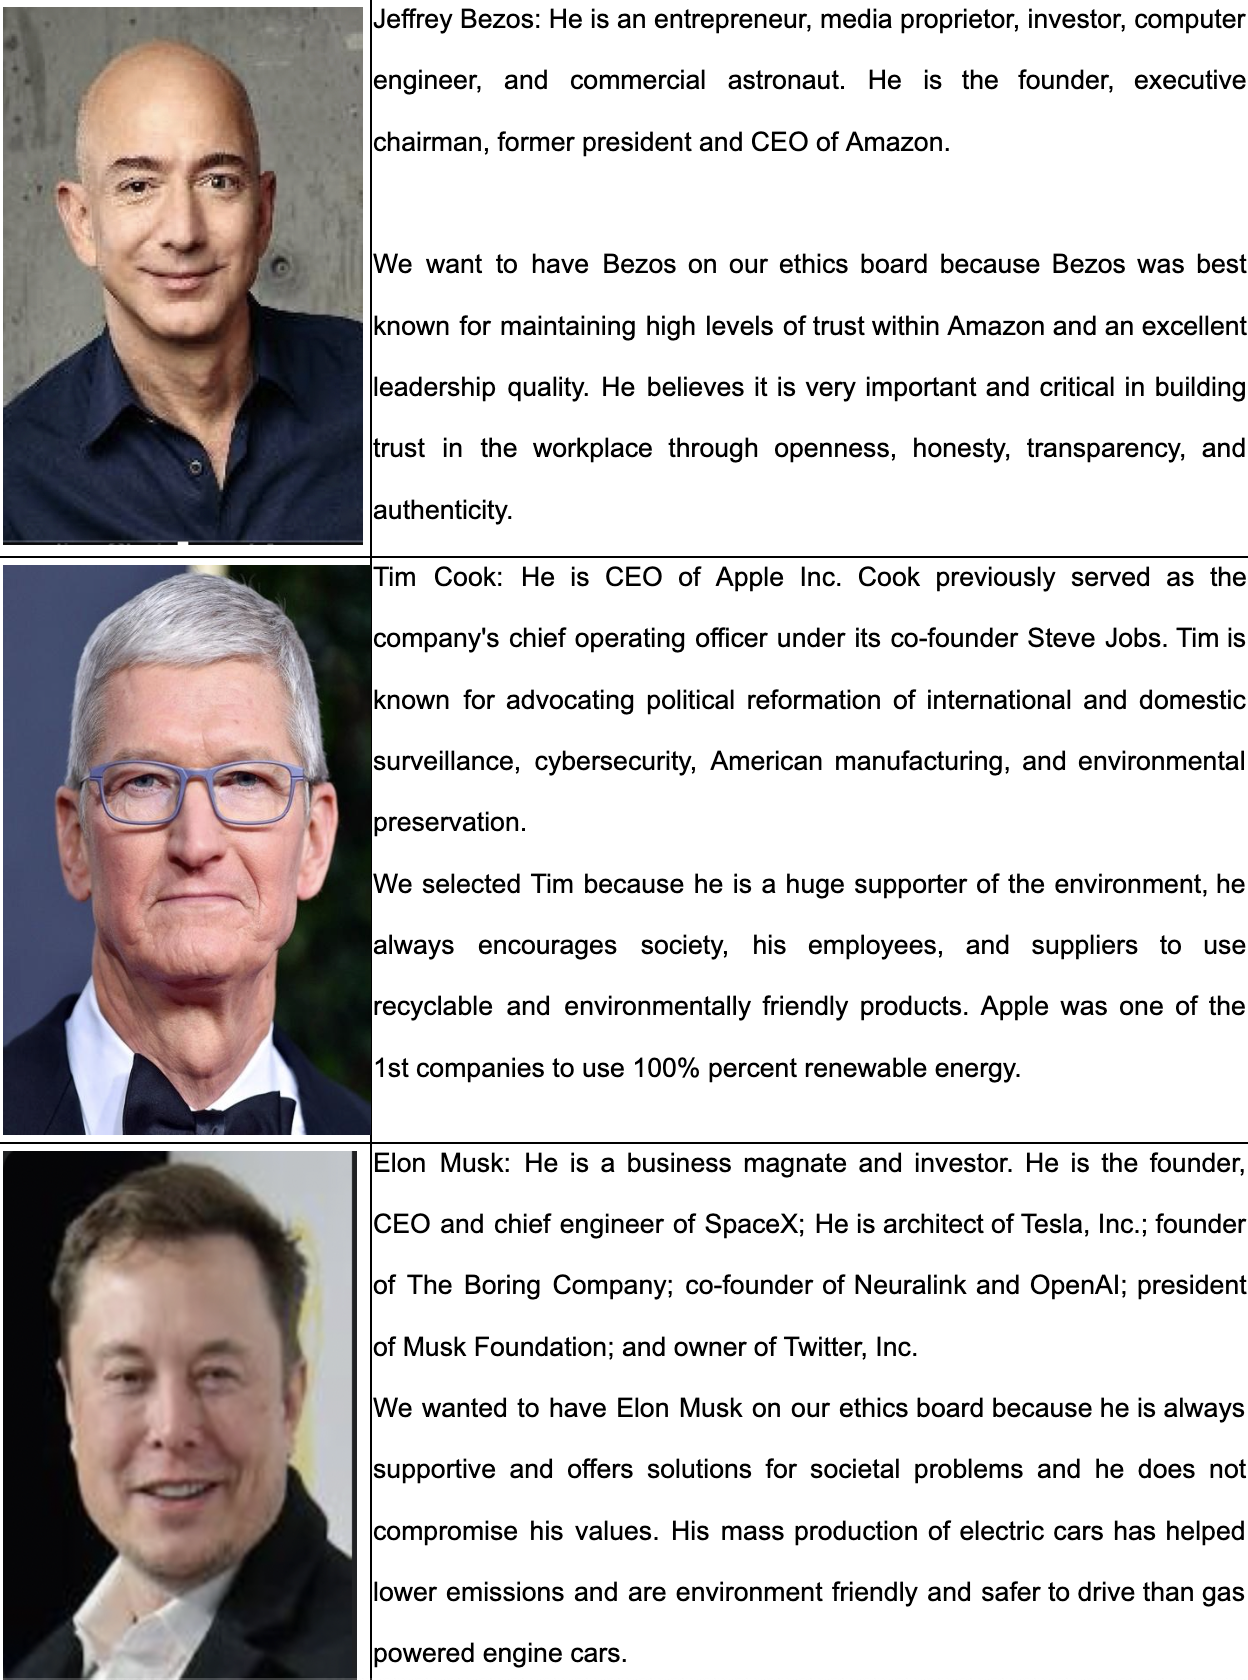 Jeffrey Bezos: He is an entrepreneur, media proprietor, investor, computer
engineer, and commercial astronaut. He is the founder, executive
chairman, former president and CEO of Amazon.
We want to have Bezos on our ethics board because Bezos was best
known for maintaining high levels of trust within Amazon and an excellent
leadership quality. He believes it is very important and critical in building
trust in the workplace through openness, honesty, transparency, and
authenticity.
Tim Cook: He is CEO of Apple Inc. Cook previously served as the
company's chief operating officer under its co-founder Steve Jobs. Tim is
known for advocating political reformation of international and domestic
surveillance, cybersecurity, American manufacturing, and environmental
preservation.
We selected Tim because he is a huge supporter of the environment, he
always encourages society, his employees, and suppliers to use
recyclable and environmentally friendly products. Apple was one of the
1st companies to use 100% percent renewable energy.
Elon Musk: He is a business magnate and investor. He is the founder,
CEO and chief engineer of SpaceX; He is architect of Tesla, Inc.; founder
of The Boring Company; co-founder of Neuralink and OpenAI; president
of Musk Foundation; and owner of Twitter, Inc.
We wanted to have Elon Musk on our ethics board because he is always
supportive and offers solutions for societal problems and he does not
compromise his values. His mass production of electric cars has helped
lower emissions and are environment friendly and safer to drive than gas
powered engine cars.